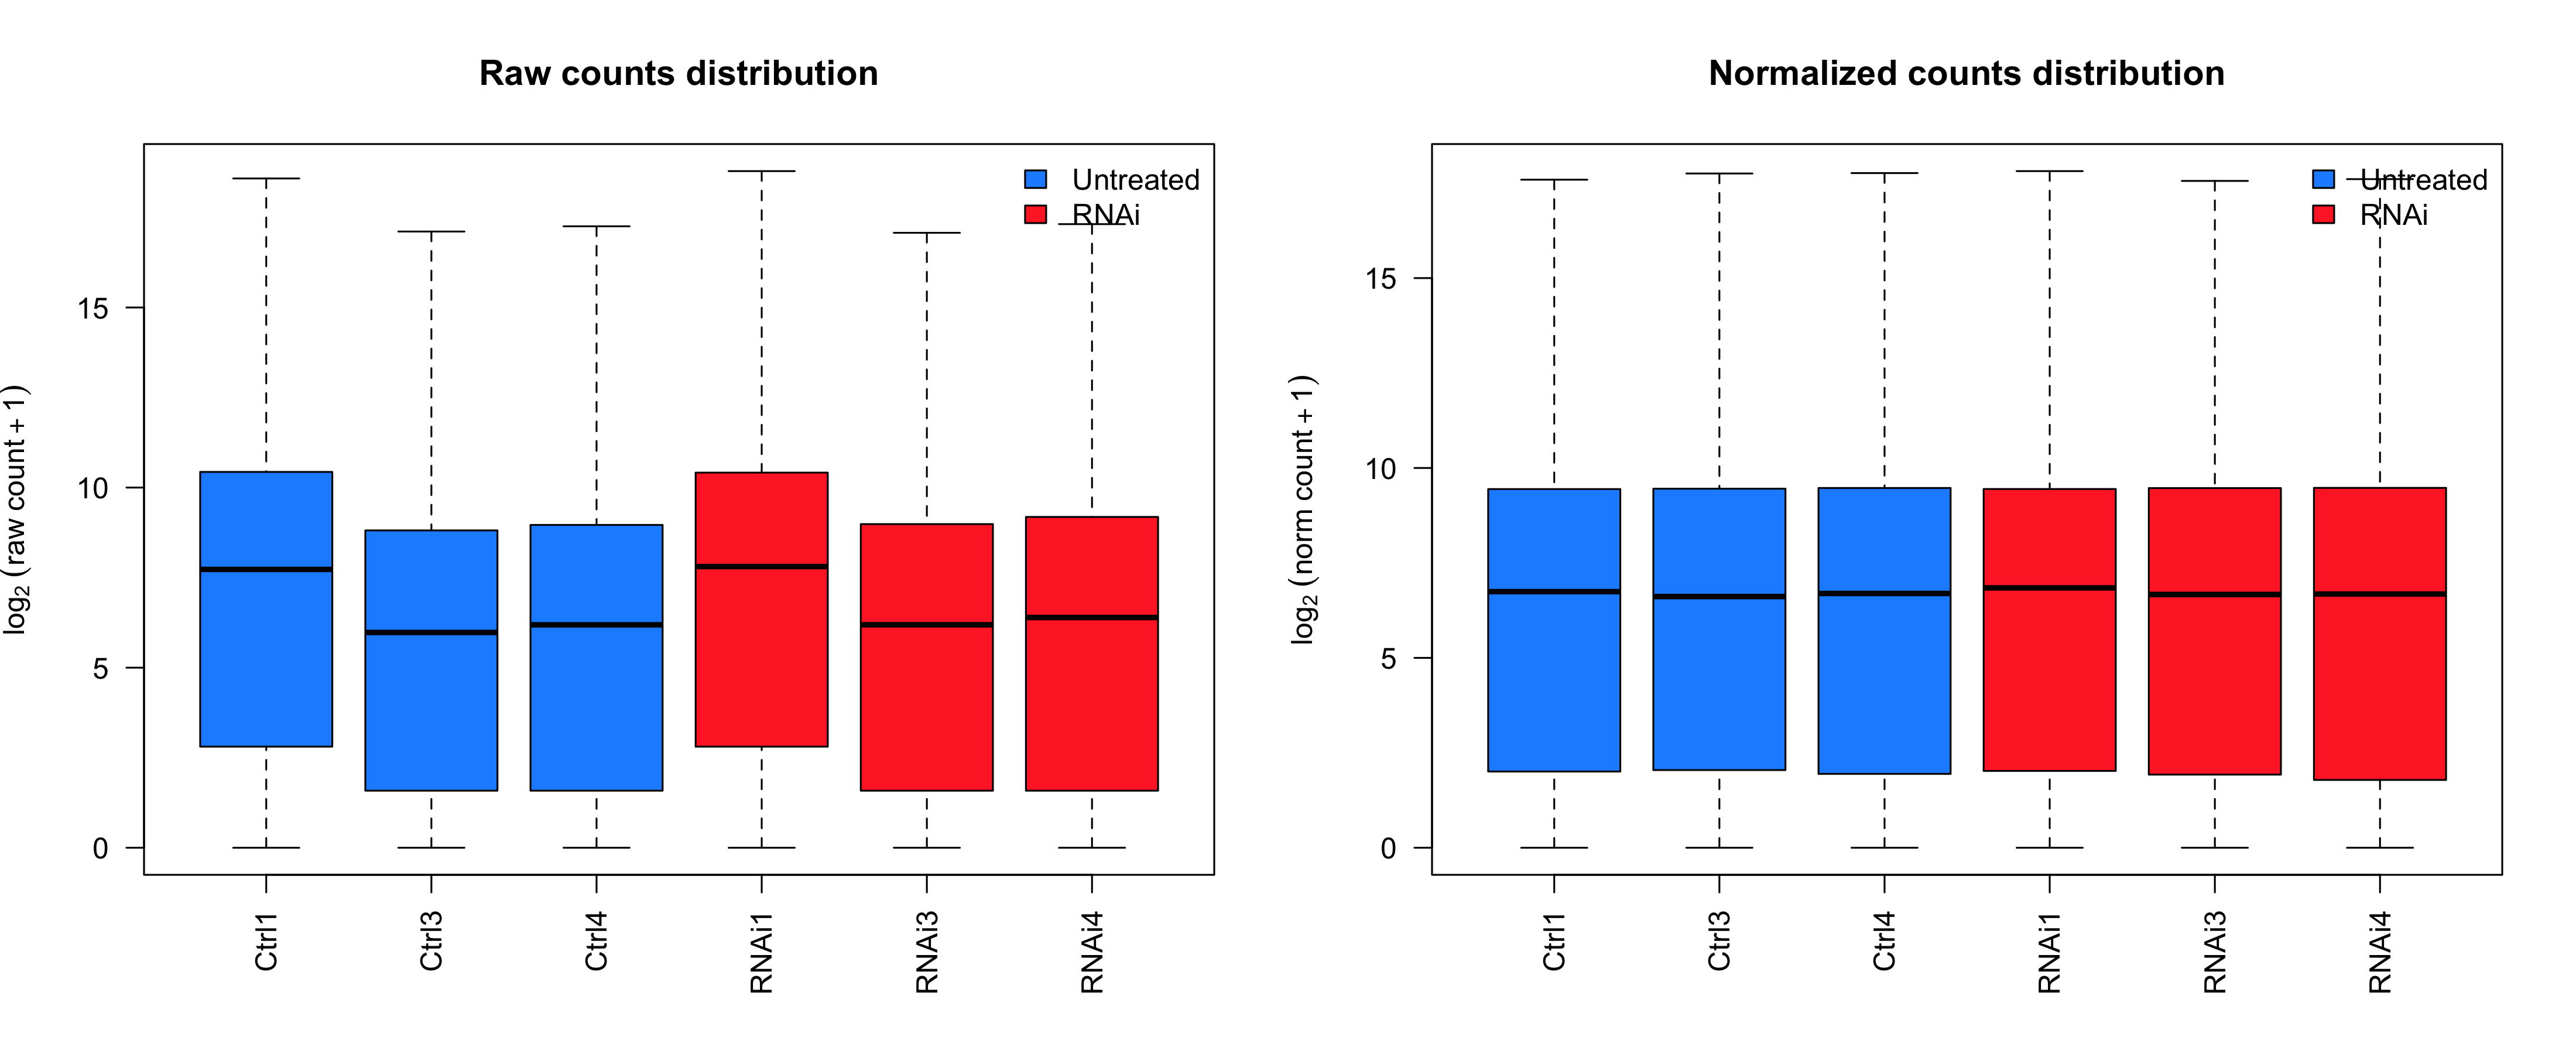 Raw counts distribution
log2 (raw count + 1)
15
10
5
0
Untreated
RNAi
Ctrl1
Ctrl3
Ctrl4
RNAi1
RNAi3
RNAi4
Normalized counts distribution
log2 (norm count + 1)
15
10
5
0
Untreated
RNAi
Ctrl1
Ctrl3
Ctrl4
RNAi1
RNAi3
RNAi4